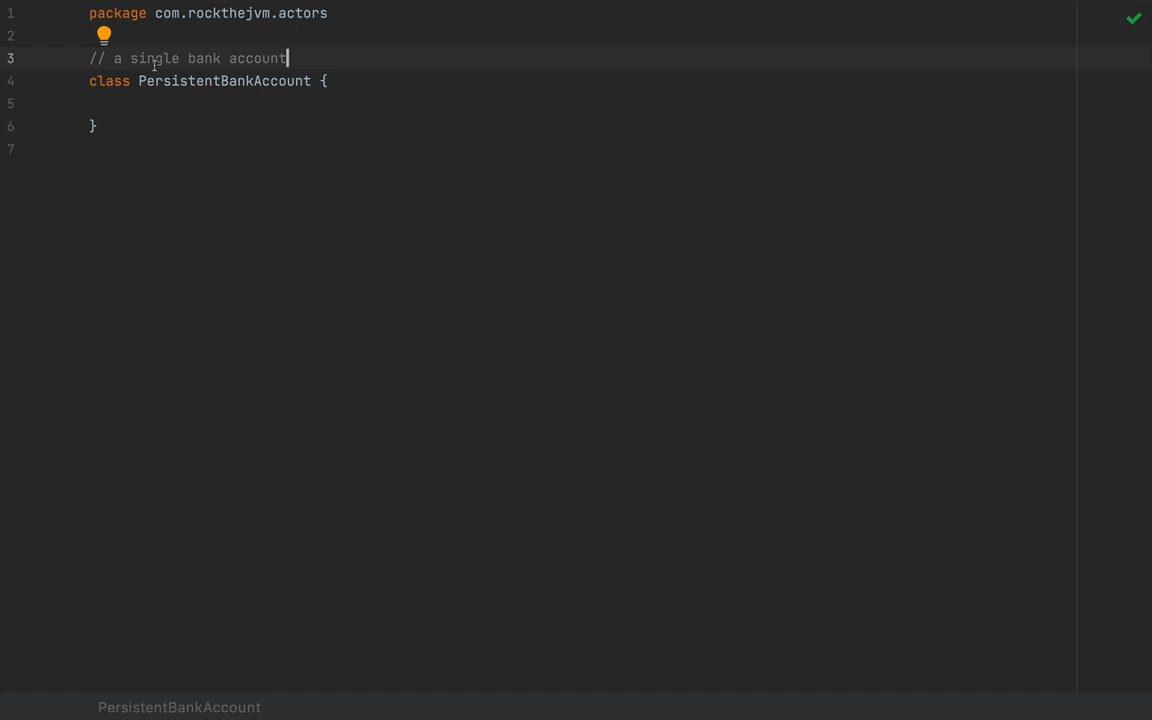 1 package com.rockthejvm.actors
2
3 // a single bank account
4 class PersistentBankAccount {
5
6 }
7
PersistentBankAccount